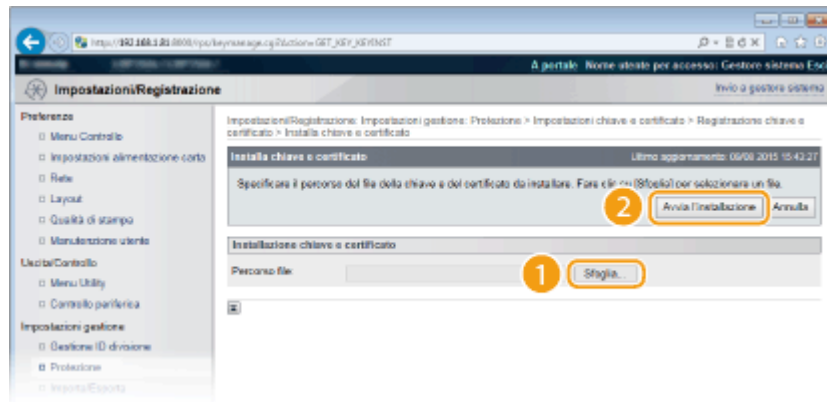 A portale Nome utente per accesso: Gestore sistema Esci
Impostazioni/Registrazione
Invio a gestore sistema
Preferenze
Menu Controllo
Impostazioni alimentazione carta
Rete
Layout
Qualità di stampa
Manutenzione utente
Uscita/Controllo
Menu Utility
Controllo periferica
Impostazioni gestione
Gestione ID divisione
Protezione
Importa/Esporta
Impostazioni/Registrazione: Impostazioni gestione: Protezione > Impostazioni chiave e certificato > Registrazione chiave e
certificato > Installa chiave e certificato
Installa chiave e certificato
Ultimo aggiornamento:
2015 15:43:27
Specificare il percorso del file della chiave e del certificato da installare. Fare clic su [Sfoglia] per selezionare un file.
2
Avvia l'installazione
Annulla
Installazione chiave e certificato
Percorso file:
1
Sfoglia...